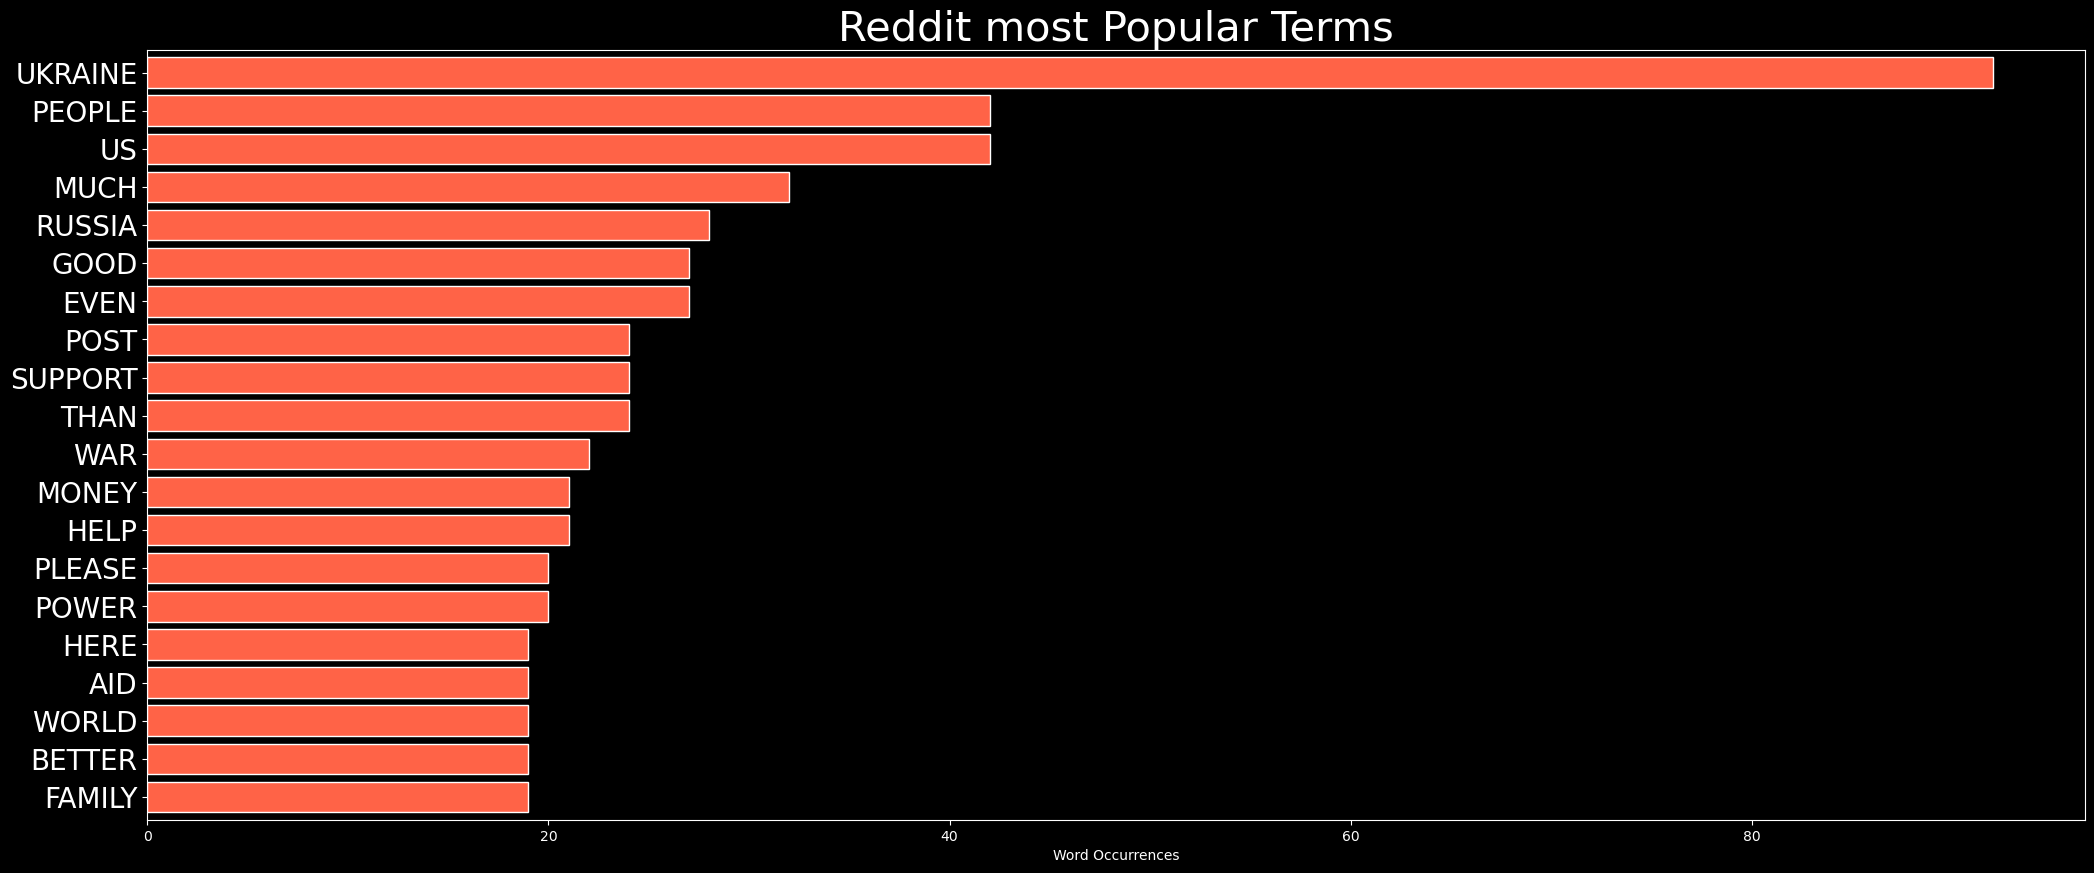 Reddit most Popular Terms
UKRAINE
PEOPLE
US
MUCH
RUSSIA
GOOD
EVEN
POST
SUPPORT
THAN
WAR
MONEY
HELP
PLEASE
POWER
HERE
AID
WORLD
BETTER
FAMILY
0 20 40 60 80
Word Occurrences